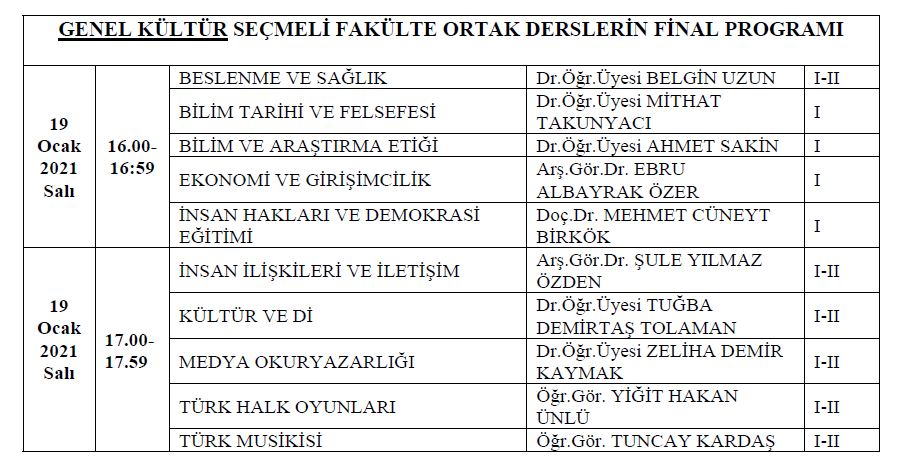 GENEL KÜLTÜR SEÇMELİ FAKÜLTE ORTAK DERSLERİN FİNAL PROGRAMI
19
Ocak
2021
Salı
16.00-
16:59
BESLENME VE SAĞLIK
Dr.Öğr.Üyesi BELGİN UZUN
I-II
BİLİM TARİHİ VE FELSEFESİ
Dr.Öğr.Üyesi MİTHAT
TAKUNYACI
I
BİLİM VE ARAŞTIRMA ETİĞİ
Dr.Öğr.Üyesi AHMET SAKİN
I
EKONOMİ VE GİRİŞİMCİLİK
Arş.Gör.Dr. EBRU
ALBAYRAK ÖZER
I
İNSAN HAKLARI VE DEMOKRASİ
EĞİTİMİ
Doç.Dr. MEHMET CÜNEYT
BİRKÖK
I
19
Ocak
2021
Salı
17.00-
17.59
İNSAN İLİŞKİLERİ VE İLETİŞİM
Arş.Gör.Dr. ŞULE YILMAZ
ÖZDEN
I-II
KÜLTÜR VE Dİ
Dr.Öğr.Üyesi TUĞBA
DEMİRTAŞ TOLAMAN
I-II
MEDYA OKURYAZARLIĞI
Dr.Öğr.Üyesi ZELİHA DEMİR
KAYMAK
I-II
TÜRK HALK OYUNLARI
Öğr.Gör. YİĞİT HAKAN
ÜNLÜ
I-II
TÜRK MUSİKİSİ
Öğr.Gör. TUNCAY KARDAŞ
I-II